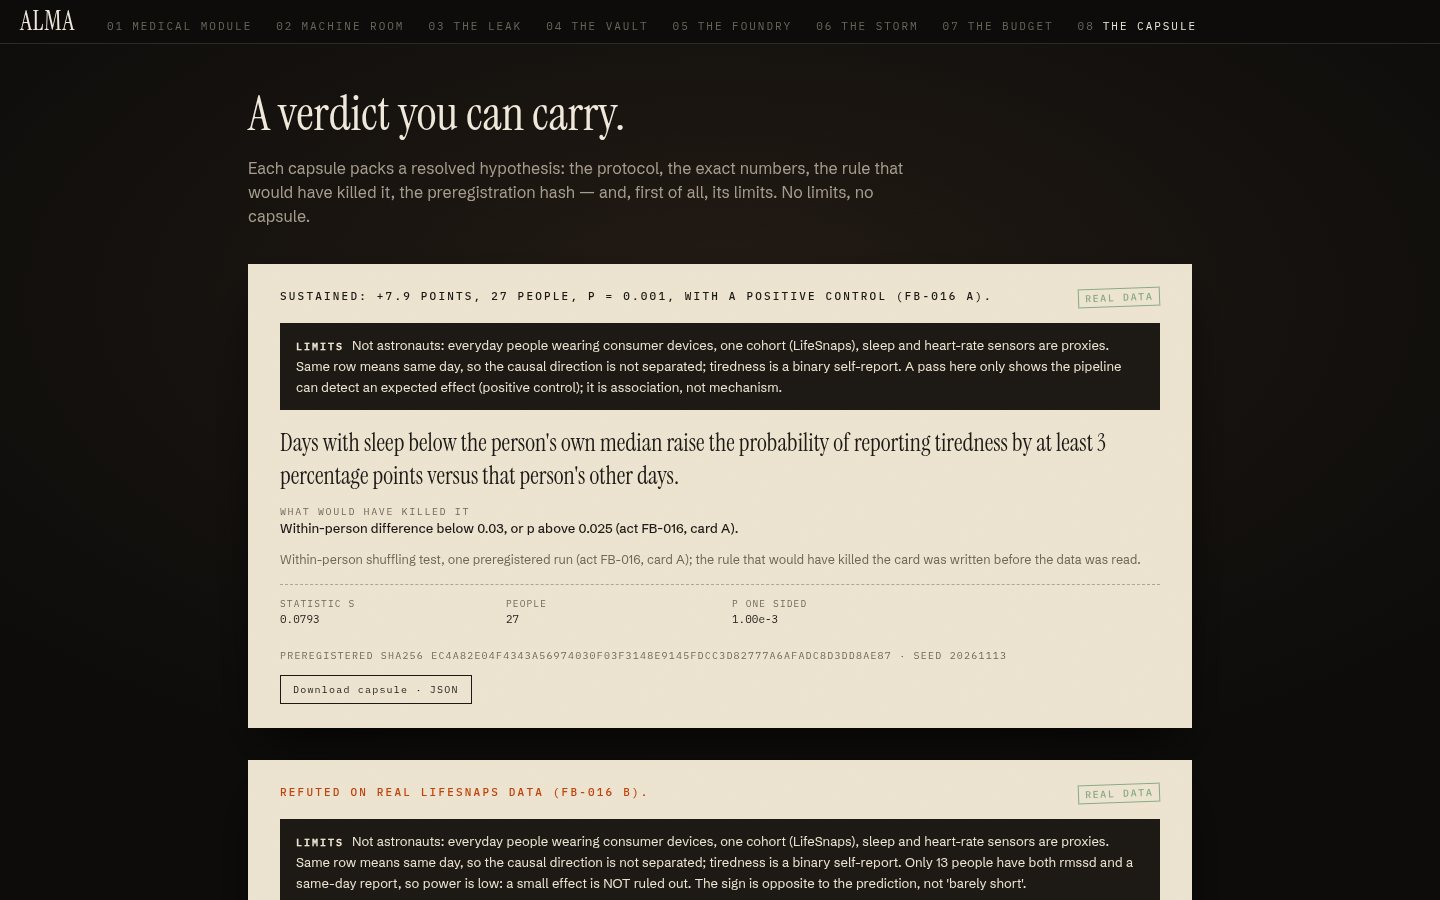 ALMA
01 MEDICAL MODULE 02 MACHINE ROOM 03 THE LEAK 04 THE VAULT 05 THE FOUNDRY 06 THE STORM 07 THE BUDGET 08 THE CAPSULE
A verdict you can carry.
Each capsule packs a resolved hypothesis: the protocol, the exact numbers, the rule that
would have killed it, the preregistration hash — and, first of all, its limits. No limits, no
capsule.
SUSTAINED: +7.9 POINTS, 27 PEOPLE, P = 0.001, WITH A POSITIVE CONTROL (FB-016 A).
REAL DATA
LIMITS Not astronauts: everyday people wearing consumer devices, one cohort (LifeSnaps), sleep and heart-rate sensors are proxies.
Same row means same day, so the causal direction is not separated; tiredness is a binary self-report. A pass here only shows the pipeline
can detect an expected effect (positive control); it is association, not mechanism.
Days with sleep below the person's own median raise the probability of reporting tiredness by at least 3
percentage points versus that person's other days.
WHAT WOULD HAVE KILLED IT
Within-person difference below 0.03, or p above 0.025 (act FB-016, card A).
Within-person shuffling test, one preregistered run (act FB-016, card A); the rule that would have killed the card was written before the data was read.
STATISTIC S PEOPLE P ONE SIDED
0.0793 27 1.00e-3
PREREGISTERED SHA256 EC4A82E04F4343A56974030F03F3148E9145FDCC3D82777A6AFADC8D3DD8AE87 · SEED 20261113
Download capsule · JSON
REFUTED ON REAL LIFESNAPS DATA (FB-016 B).
REAL DATA
LIMITS Not astronauts: everyday people wearing consumer devices, one cohort (LifeSnaps), sleep and heart-rate sensors are proxies.
Same row means same day, so the causal direction is not separated; tiredness is a binary self-report. Only 13 people have both rmssd and a
same-day report, so power is low: a small effect is NOT ruled out. The sign is opposite to the prediction, not 'barely short'.